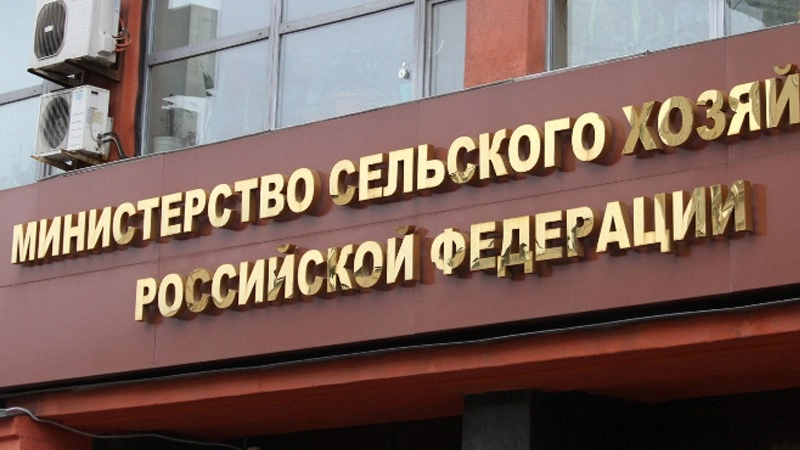 МИНИСТЕРСТВО СЕЛЬСКОГО ХОЗЯЙ
РОССИЙСКОЙ ФЕДЕРАЦИИ